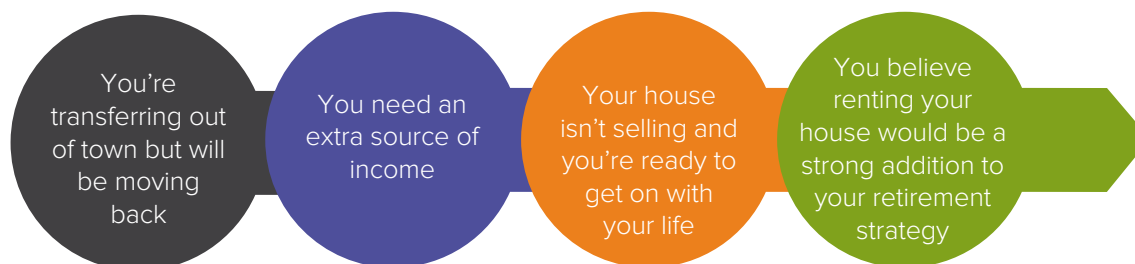 You’re
transferring out
of town but will
be moving
back
You need an
extra source of
income
Your house
isn’t selling and
you’re ready to
get on with
your life
You believe
renting your
house would be a
strong addition to
your retirement
strategy